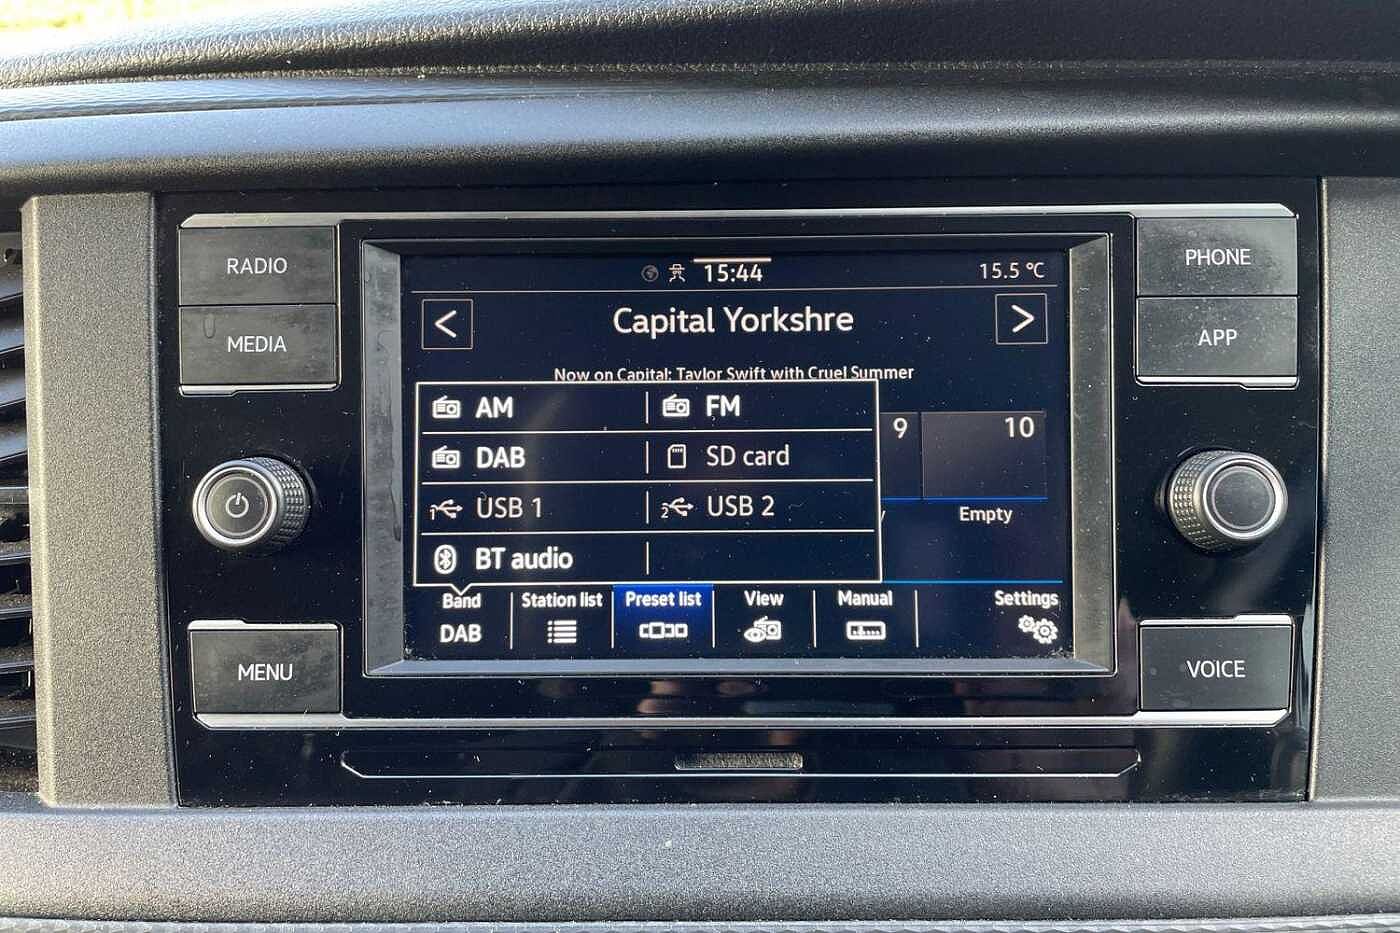 RADIO
MEDIA
MENU
PHONE
APP
VOICE
15:44
15.5 °C
<
Capital Yorkshre
>
Now on Capital: Taylor Swift with Cruel Summer
AM
FM
DAB
SD card
1 USB 1
2 USB 2
BT audio
9
10
y
Empty
Band
DAB
Station list
Preset list
View
Manual
Settings